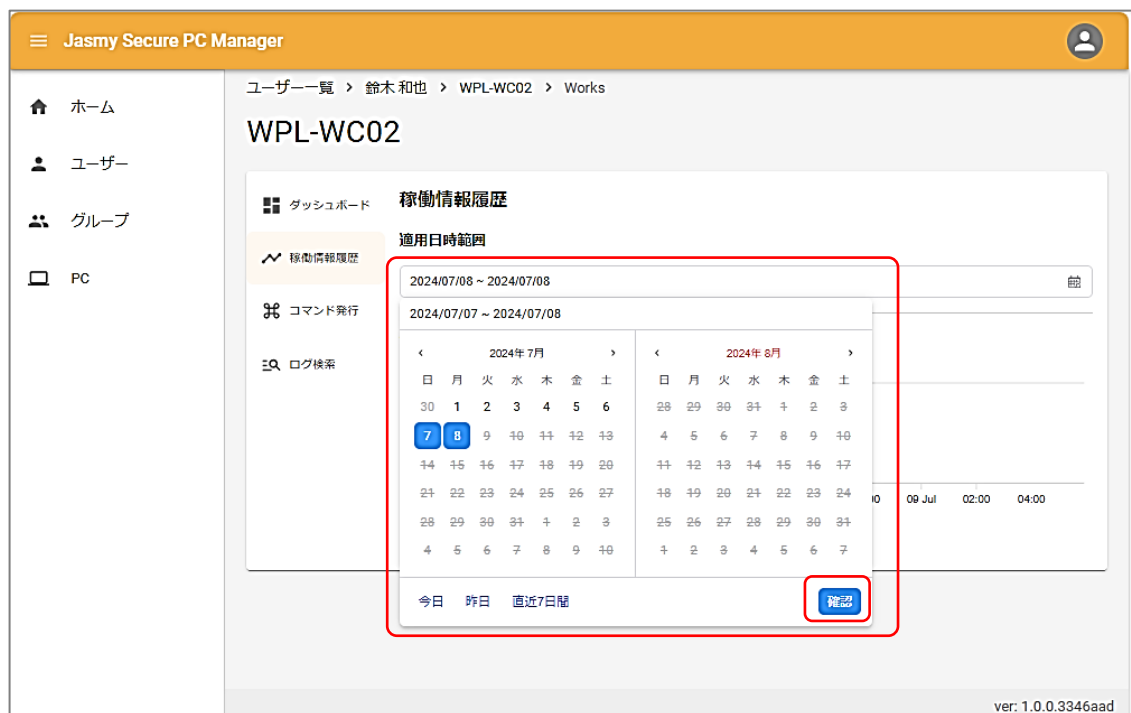 Jasmy Secure PC Manager
ホーム
ユーザー
グループ
PC
ユーザー一覧 > 鈴木 和也 > WPL-WC02 > Works
WPL-WC02
ダッシュボード
稼働情報履歴
コマンド発行
ログ検索
稼働情報履歴
適用日時範囲
2024/07/08 ~ 2024/07/08
2024/07/07 ~ 2024/07/08
‹ 2024年 7月 ›
日 月 火 水 木 金 土
30 1 2 3 4 5 6
7 8 9 10 11 12 13
14 15 16 17 18 19 20
21 22 23 24 25 26 27
28 29 30 31 1 2 3
4 5 6 7 8 9 10
‹ 2024年 8月 ›
日 月 火 水 木 金 土
28 29 30 31 1 2 3
4 5 6 7 8 9 10
11 12 13 14 15 16 17
18 19 20 21 22 23 24
25 26 27 28 29 30 31
1 2 3 4 5 6 7
今日 昨日 直近7日間 確認
09 Jul 02:00 04:00
ver: 1.0.0.3346aad